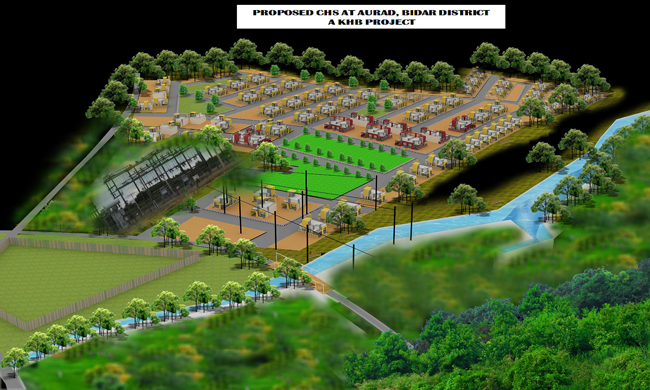 PROPOSED CHS AT AURAD, BIDAR DISTRICT
A KHB PROJECT